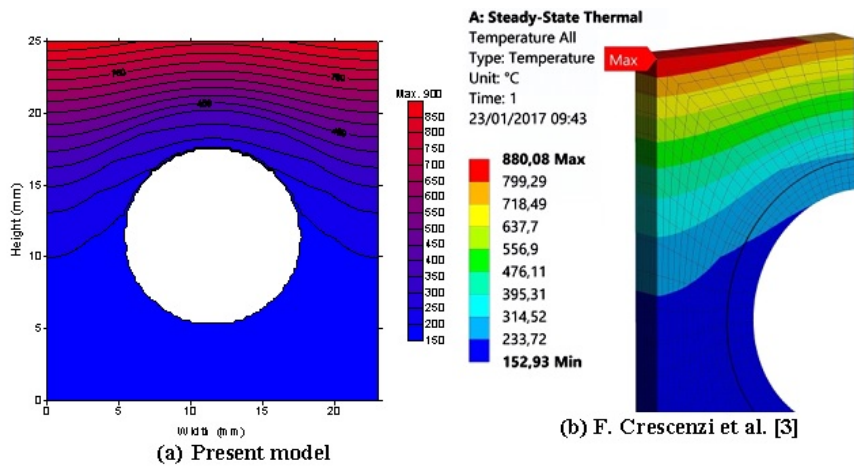 25
20
15
10
5
0
Height (mm)
0
5
10
15
20
Width (mm)
760
400
(a) Present model
Max. 900
850
800
750
700
650
600
550
500
450
400
350
300
250
200
150
A: Steady-State Thermal
Temperature All
Type: Temperature
Unit: °C
Time: 1
23/01/2017 09:43
Max
880,08 Max
799,29
718,49
637,7
556,9
476,11
395,31
314,52
233,72
152,93 Min
(b) F. Crescenzi et al. [3]